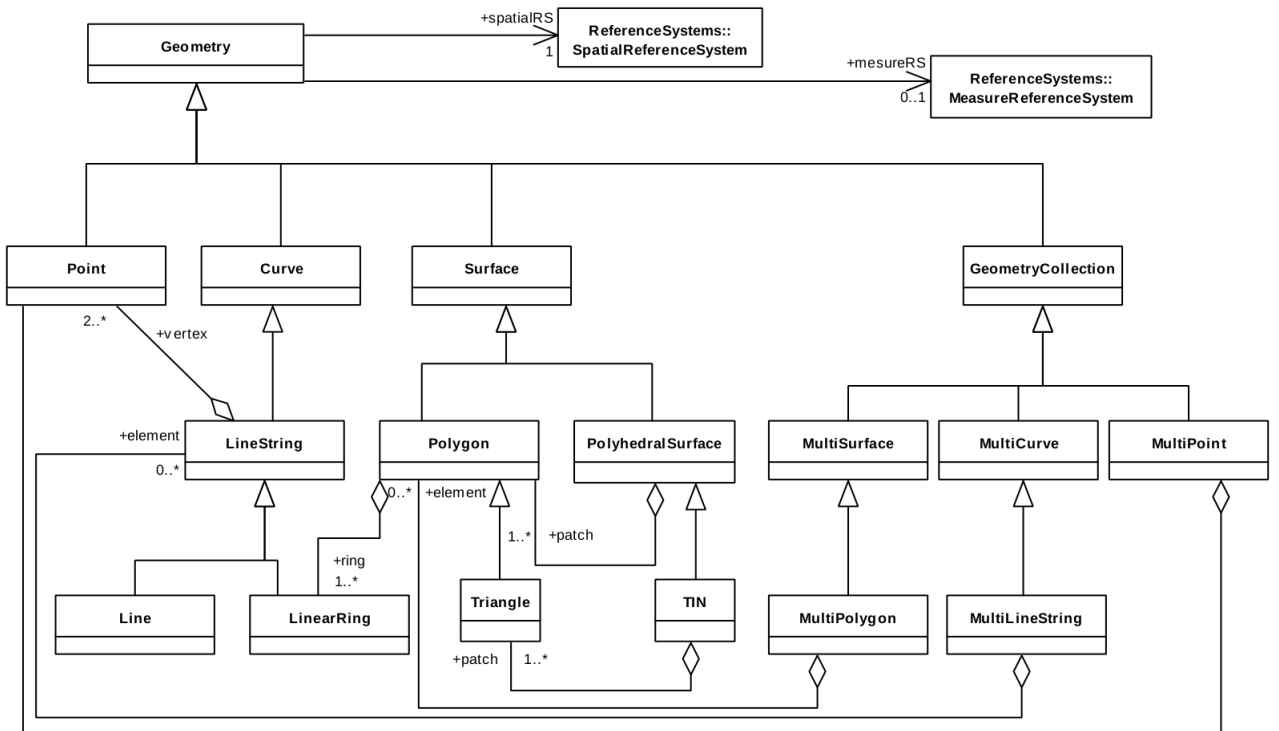 +spatialRS
Geometry
1
ReferenceSystems::
SpatialReferenceSystem
+mesureRS
0..1
ReferenceSystems::
MeasureReferenceSystem
Point
Curve
Surface
GeometryCollection
2..*
+vertex
+element
0..*
LineString
Polygon
PolyhedralSurface
MultiSurface
MultiCurve
MultiPoint
0..*
+element
1..*
+patch
+ring
1..*
Line
LinearRing
Triangle
TIN
MultiPolygon
MultiLineString
+patch
1..*